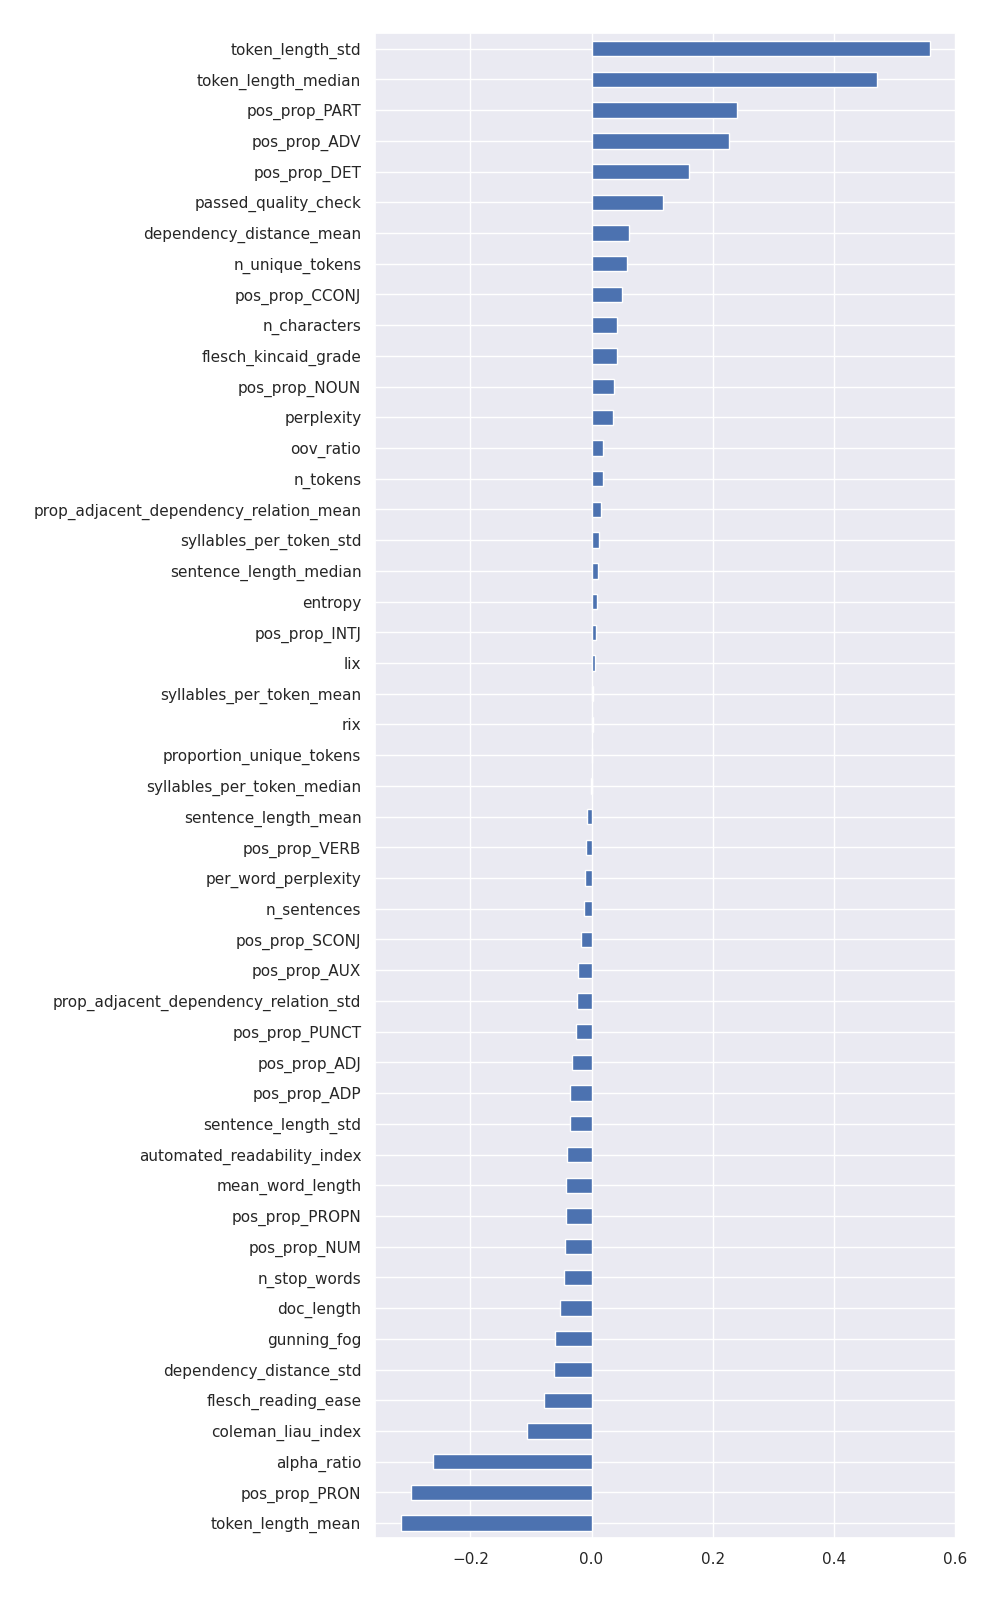 token_length_std
token_length_median
pos_prop_PART
pos_prop_ADV
pos_prop_DET
passed_quality_check
dependency_distance_mean
n_unique_tokens
pos_prop_CCONJ
n_characters
flesch_kincaid_grade
pos_prop_NOUN
perplexity
oov_ratio
n_tokens
prop_adjacent_dependency_relation_mean
syllables_per_token_std
sentence_length_median
entropy
pos_prop_INTJ
lix
syllables_per_token_mean
rix
proportion_unique_tokens
syllables_per_token_median
sentence_length_mean
pos_prop_VERB
per_word_perplexity
n_sentences
pos_prop_SCONJ
pos_prop_AUX
prop_adjacent_dependency_relation_std
pos_prop_PUNCT
pos_prop_ADJ
pos_prop_ADP
sentence_length_std
automated_readability_index
mean_word_length
pos_prop_PROPN
pos_prop_NUM
n_stop_words
doc_length
gunning_fog
dependency_distance_std
flesch_reading_ease
coleman_liau_index
alpha_ratio
pos_prop_PRON
token_length_mean
−0.2 0.0 0.2 0.4 0.6